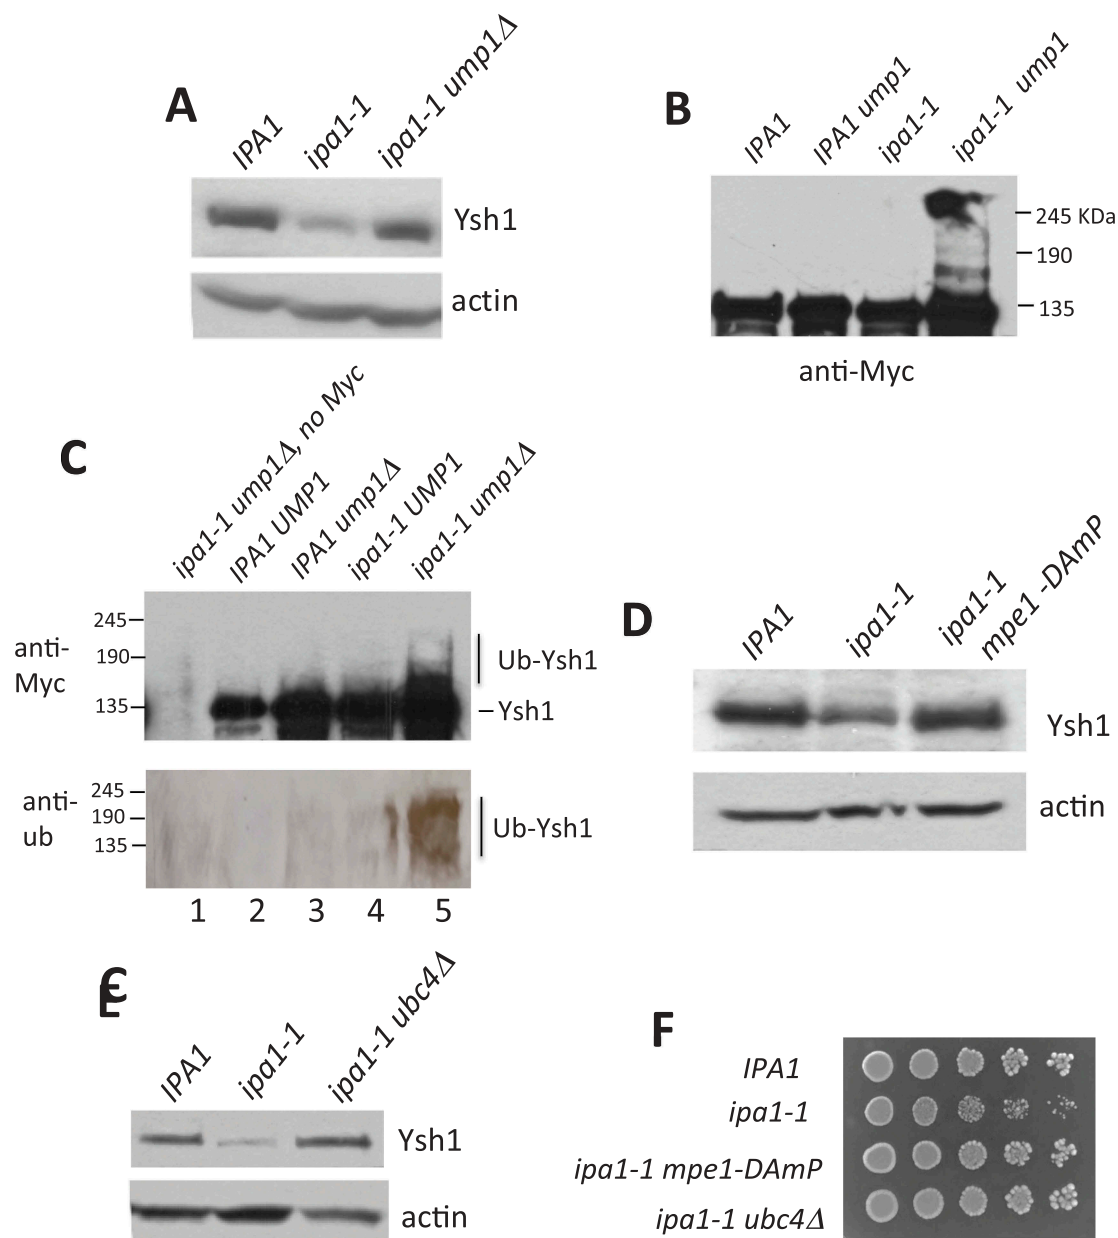 A
IPA1
ipa1-1
ipa1-1 ump1Δ
Ysh1
actin
B
IPA1
IPA1 ump1
ipa1-1
ipa1-1 ump1
245 KDa
190
135
anti-Myc
C
ipa1-1 ump1Δ, no Myc
IPA1 UMP1
IPA1 ump1Δ
ipa1-1 UMP1
ipa1-1 ump1Δ
anti-
Myc
245
190
135
Ub-Ysh1
Ysh1
anti-
ub
245
190
135
Ub-Ysh1
1 2 3 4 5
D
IPA1
ipa1-1
ipa1-1
mpe1-DAmP
Ysh1
actin
C
E
IPA1
ipa1-1
ipa1-1 ubc4Δ
Ysh1
actin
F
IPA1
ipa1-1
ipa1-1 mpe1-DAmP
ipa1-1 ubc4Δ